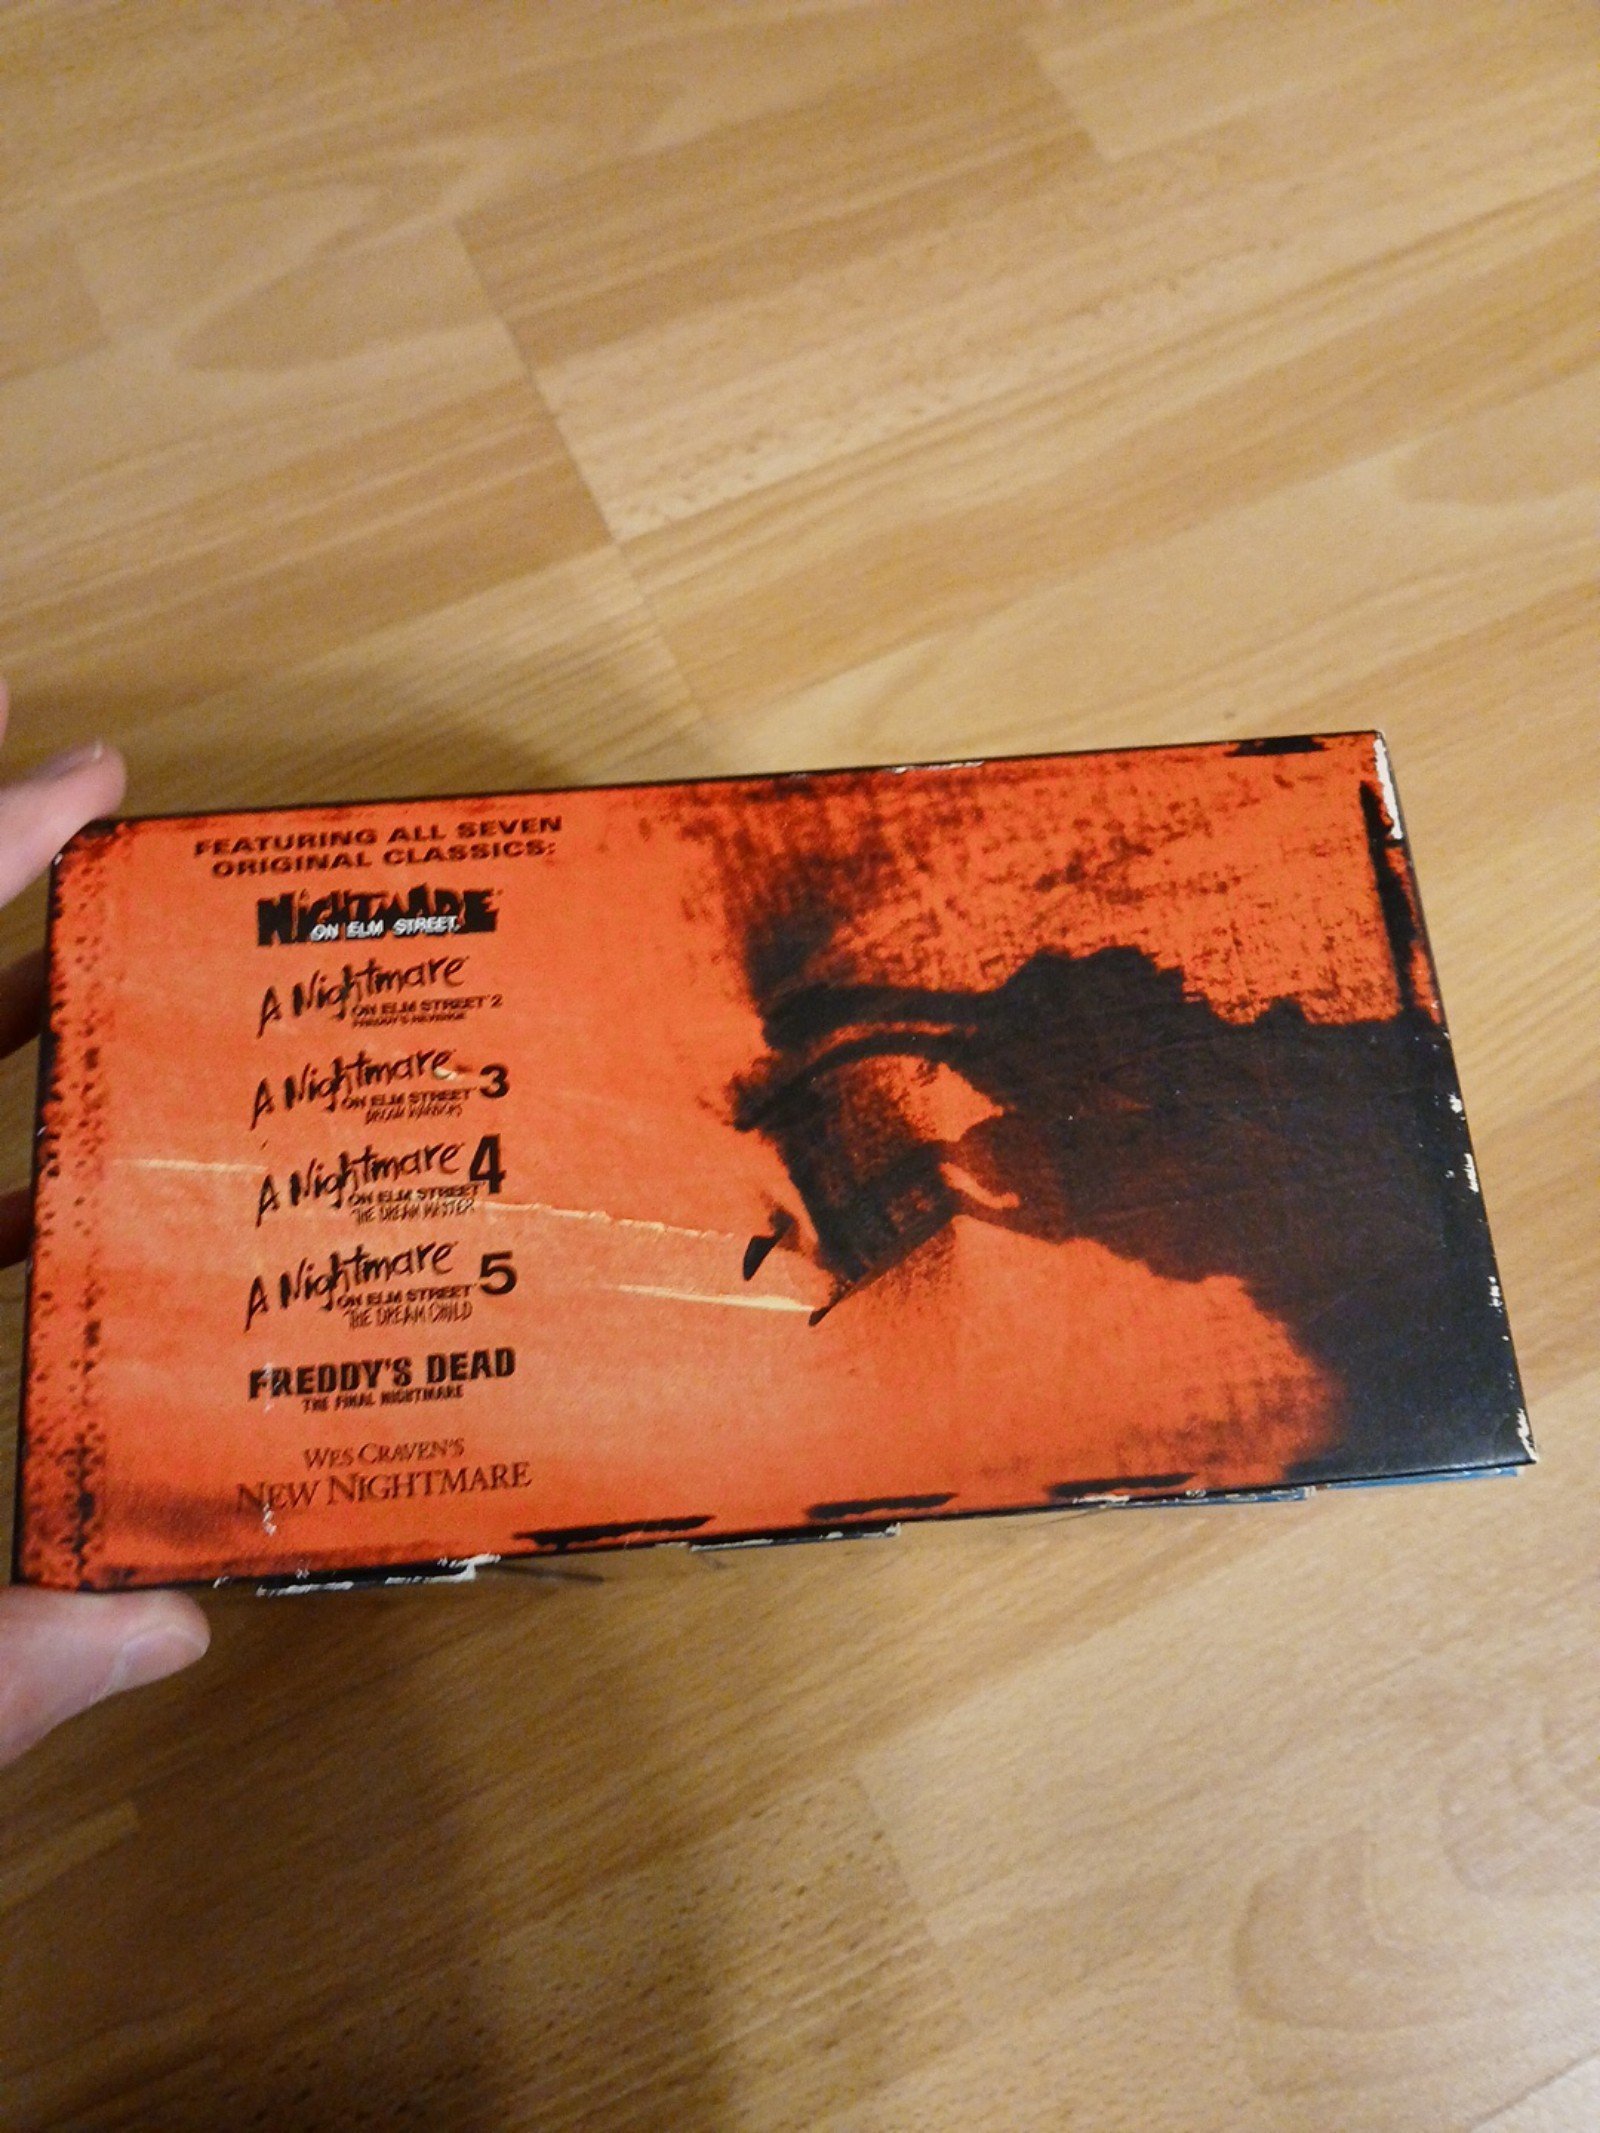 FEATURING ALL SEVEN
ORIGINAL CLASSICS:
NIGHTMARE
ON ELM STREET
A Nightmare
ON ELM STREET 2
FREDDY'S REVENGE
A Nightmare 3
ON ELM STREET
DREAM WARRIORS
A Nightmare 4
ON ELM STREET
THE DREAM MASTER
A Nightmare 5
ON ELM STREET
THE DREAM CHILD
FREDDY'S DEAD
THE FINAL NIGHTMARE
WES CRAVEN'S
NEW NIGHTMARE